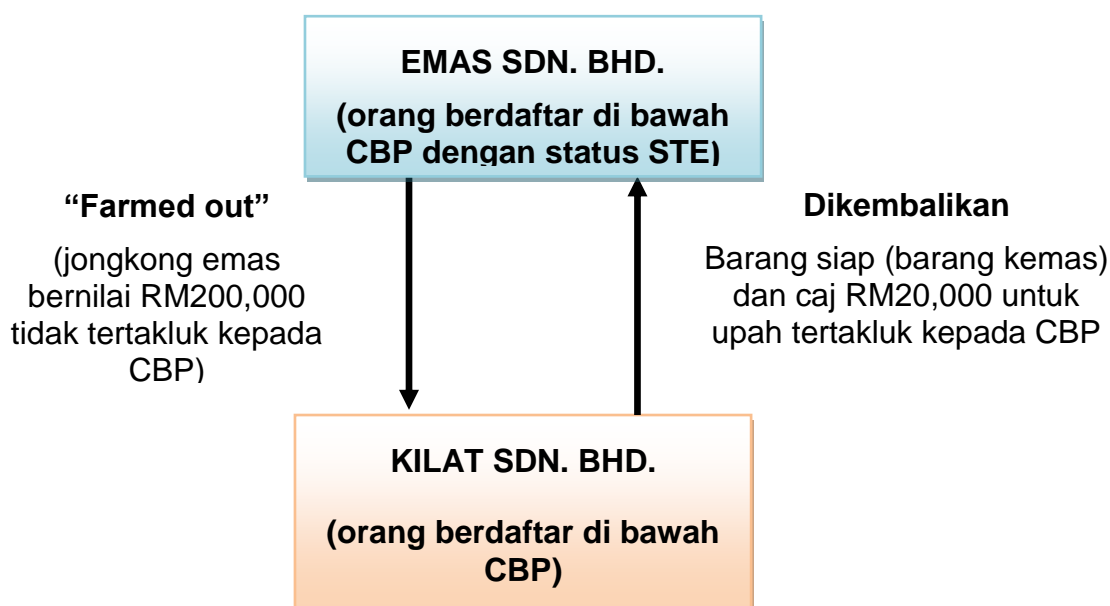 EMAS SDN. BHD.
(orang berdaftar di bawah
CBP dengan status STE)
“Farmed out”
(jongkong emas
bernilai RM200,000
tidak tertakluk kepada
CBP)
Dikembalikan
Barang siap (barang kemas)
dan caj RM20,000 untuk
upah tertakluk kepada CBP
KILAT SDN. BHD.
(orang berdaftar di bawah
CBP)